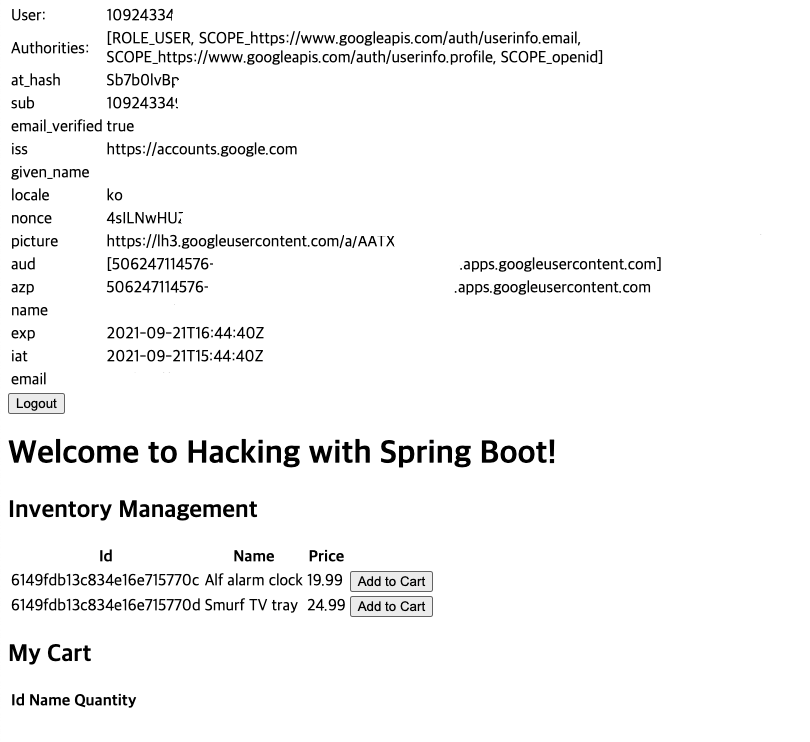 User: 10924334
Authorities: [ROLE_USER, SCOPE_https://www.googleapis.com/auth/userinfo.email,
SCOPE_https://www.googleapis.com/auth/userinfo.profile, SCOPE_openid]
at_hash Sb7b0lvBp
sub 109243349
email_verified true
iss https://accounts.google.com
given_name
locale ko
nonce 4sILNwHUZ
picture https://lh3.googleusercontent.com/a/AATX
aud [506247114576- .apps.googleusercontent.com]
azp 506247114576- .apps.googleusercontent.com
name
exp 2021-09-21T16:44:40Z
iat 2021-09-21T15:44:40Z
email
Logout
Welcome to Hacking with Spring Boot!
Inventory Management
Id Name Price
6149fdb13c834e16e715770c Alf alarm clock 19.99 Add to Cart
6149fdb13c834e16e715770d Smurf TV tray 24.99 Add to Cart
My Cart
Id Name Quantity